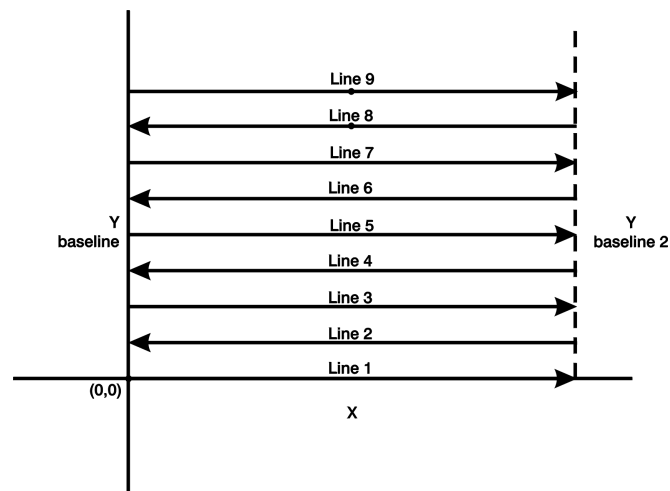 Line 9
Line 8
Line 7
Line 6
Y
baseline
Line 5
Y
baseline 2
Line 4
Line 3
Line 2
Line 1
(0,0)
X